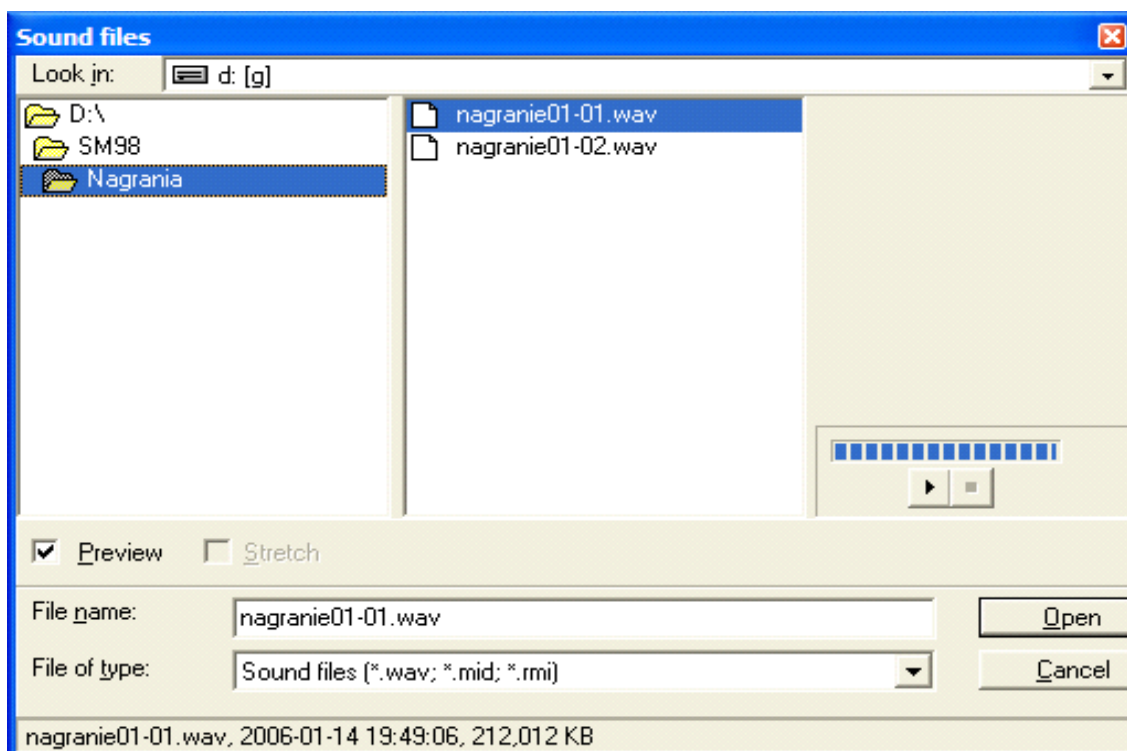 Sound files
Look in: d: [g]
D:\
SM98
Nagrania
nagranie01-01.wav
nagranie01-02.wav
Preview Stretch
File name: nagranie01-01.wav Open
File of type: Sound files (*.wav; *.mid; *.rmi) Cancel
nagranie01-01.wav, 2006-01-14 19:49:06, 212,012 KB